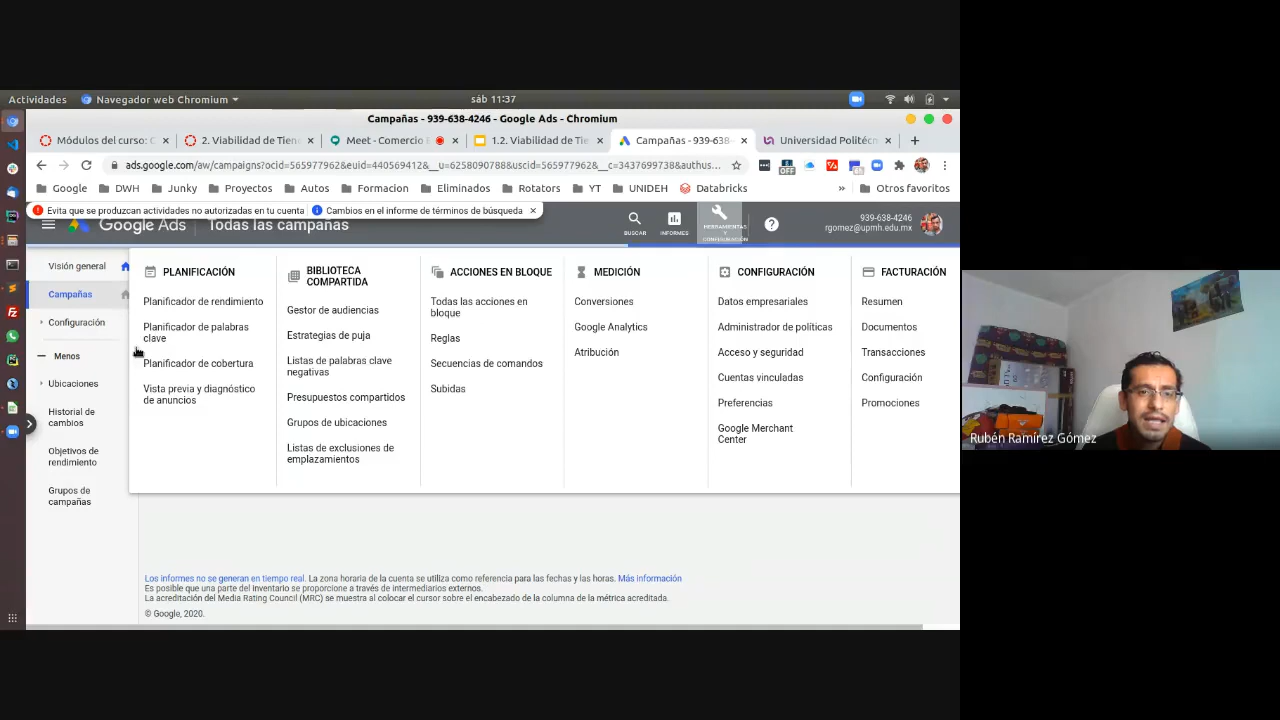 Actividades
Navegador web Chromium
sáb 11:37
Campañas - 939-638-4246 - Google Ads - Chromium
Módulos del curso: C
2. Viabilidad de Tien
Meet - Comercio E
1.2. Viabilidad de Tie
Campañas - 939-638-
Universidad Politécn
ads.google.com/aw/campaigns?ocid=565977962&euid=440569412&__u=6258090788&uscid=565977962&__c=3437699738&authus...
OFF
Google
DWH
Junky
Proyectos
Autos
Formacion
Eliminados
Rotators
YT
UNIDEH
Databricks
»
Otros favoritos
Evita que se produzcan actividades no autorizadas en tu cuenta
Cambios en el informe de términos de búsqueda
Google Ads
Todas las campañas
BUSCAR
INFORMES
HERRAMIENTAS
Y
CONFIGURACIÓN
939-638-4246
rgomez@upmh.edu.mx
Visión general
Campañas
Configuración
Menos
Ubicaciones
Historial de
cambios
Objetivos de
rendimiento
Grupos de
campañas
PLANIFICACIÓN
Planificador de rendimiento
Planificador de palabras
clave
Planificador de cobertura
Vista previa y diagnóstico
de anuncios
BIBLIOTECA
COMPARTIDA
Gestor de audiencias
Estrategias de puja
Listas de palabras clave
negativas
Presupuestos compartidos
Grupos de ubicaciones
Listas de exclusiones de
emplazamientos
ACCIONES EN BLOQUE
Todas las acciones en
bloque
Reglas
Secuencias de comandos
Subidas
MEDICIÓN
Conversiones
Google Analytics
Atribución
CONFIGURACIÓN
Datos empresariales
Administrador de políticas
Acceso y seguridad
Cuentas vinculadas
Preferencias
Google Merchant
Center
FACTURACIÓN
Resumen
Documentos
Transacciones
Configuración
Promociones
Los informes no se generan en tiempo real. La zona horaria de la cuenta se utiliza como referencia para las fechas y las horas. Más información
Es posible que una parte del inventario se proporcione a través de intermediarios externos.
La acreditación del Media Rating Council (MRC) se muestra al colocar el cursor sobre el encabezado de la columna de la métrica acreditada.
© Google, 2020.
Rubén Ramírez Gómez